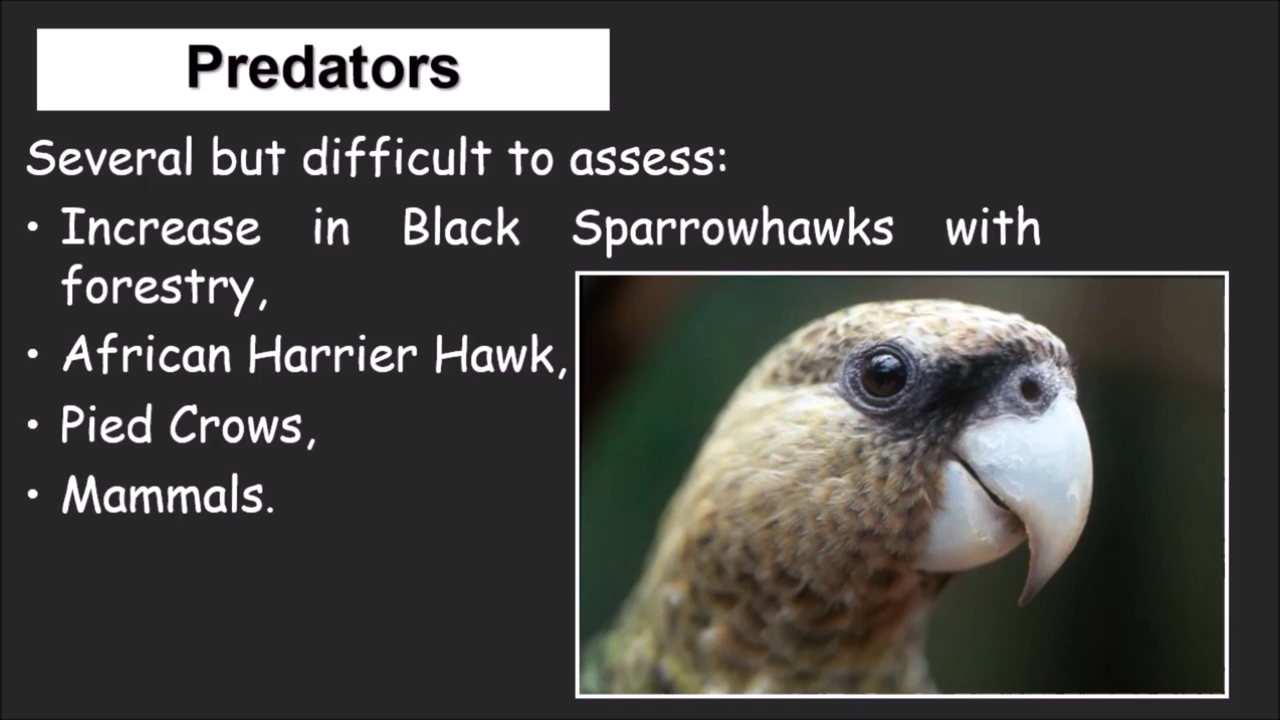 Predators
Several but difficult to assess:
• Increase in Black Sparrowhawks with
forestry,
• African Harrier Hawk,
• Pied Crows,
• Mammals.